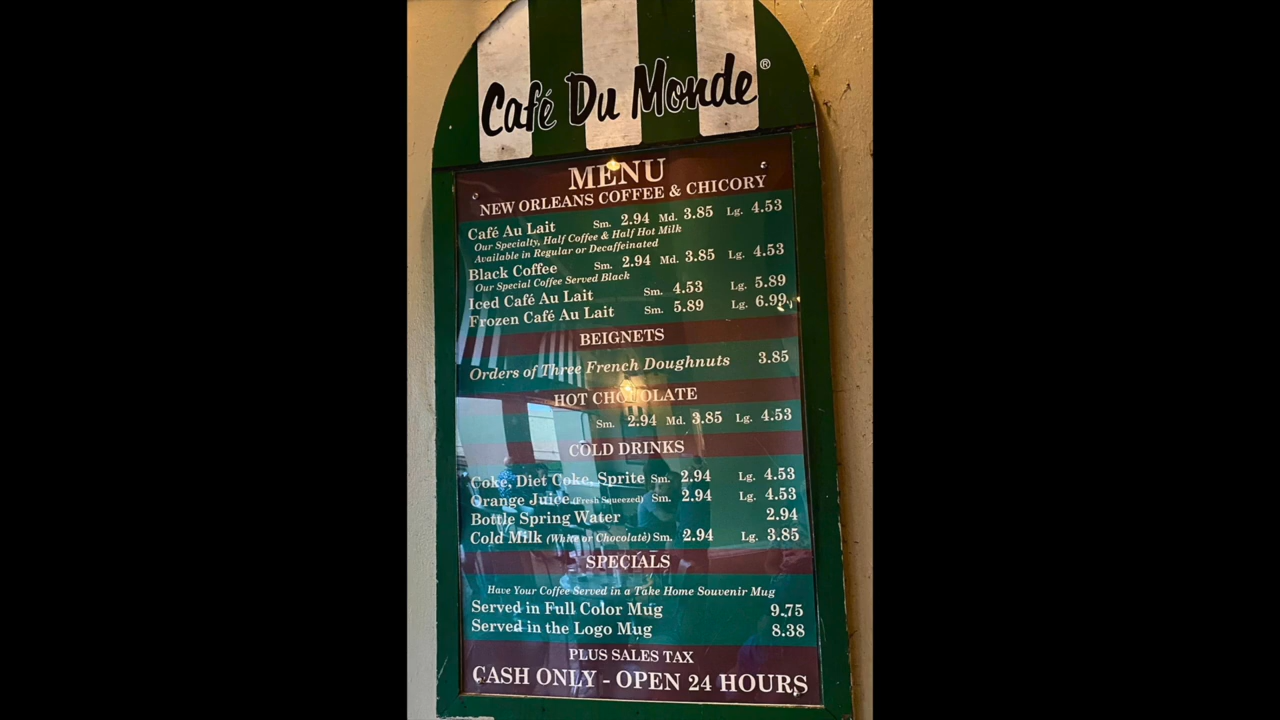 Café Du Monde®
MENU
NEW ORLEANS COFFEE & CHICORY
Café Au Lait Sm. 2.94 Md. 3.85 Lg. 4.53
Our Specialty, Half Coffee & Half Hot Milk
Available in Regular or Decaffeinated
Black Coffee Sm. 2.94 Md. 3.85 Lg. 4.53
Our Special Coffee Served Black
Iced Café Au Lait Sm. 4.53 Lg. 5.89
Frozen Café Au Lait Sm. 5.89 Lg. 6.99
BEIGNETS
Orders of Three French Doughnuts 3.85
HOT CHOCOLATE
Sm. 2.94 Md. 3.85 Lg. 4.53
COLD DRINKS
Coke, Diet Coke, Sprite Sm. 2.94 Lg. 4.53
Orange Juice (Fresh Squeezed) Sm. 2.94 Lg. 4.53
Bottle Spring Water 2.94
Cold Milk (White or Chocolate) Sm. 2.94 Lg. 3.85
SPECIALS
Have Your Coffee Served in a Take Home Souvenir Mug
Served in Full Color Mug 9.75
Served in the Logo Mug 8.38
PLUS SALES TAX
CASH ONLY - OPEN 24 HOURS